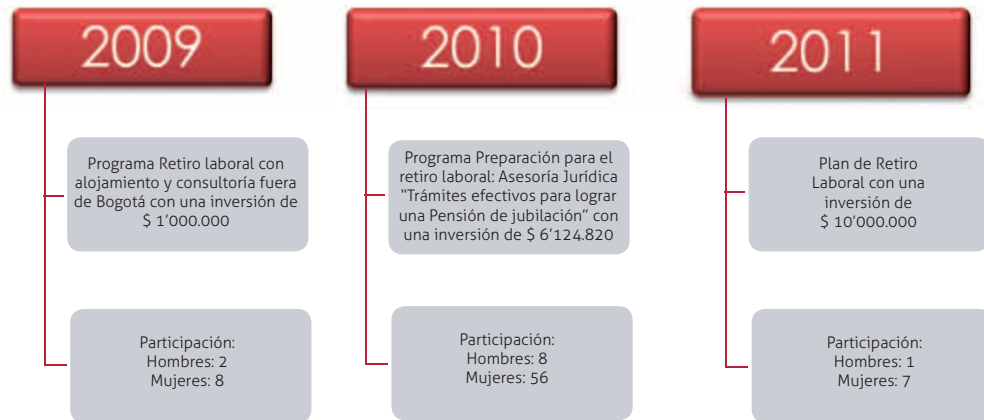 2009
2010
2011
Programa Retiro laboral con
alojamiento y consultoría fuera
de Bogotá con una inversión de
$ 1’000.000
Programa Preparación para el
retiro laboral: Asesoría Jurídica
“Trámites efectivos para lograr
una Pensión de jubilación” con
una inversión de $ 6’124.820
Plan de Retiro
Laboral con una
inversión de
$ 10’000.000
Participación:
Hombres: 2
Mujeres: 8
Participación:
Hombres: 8
Mujeres: 56
Participación:
Hombres: 1
Mujeres: 7